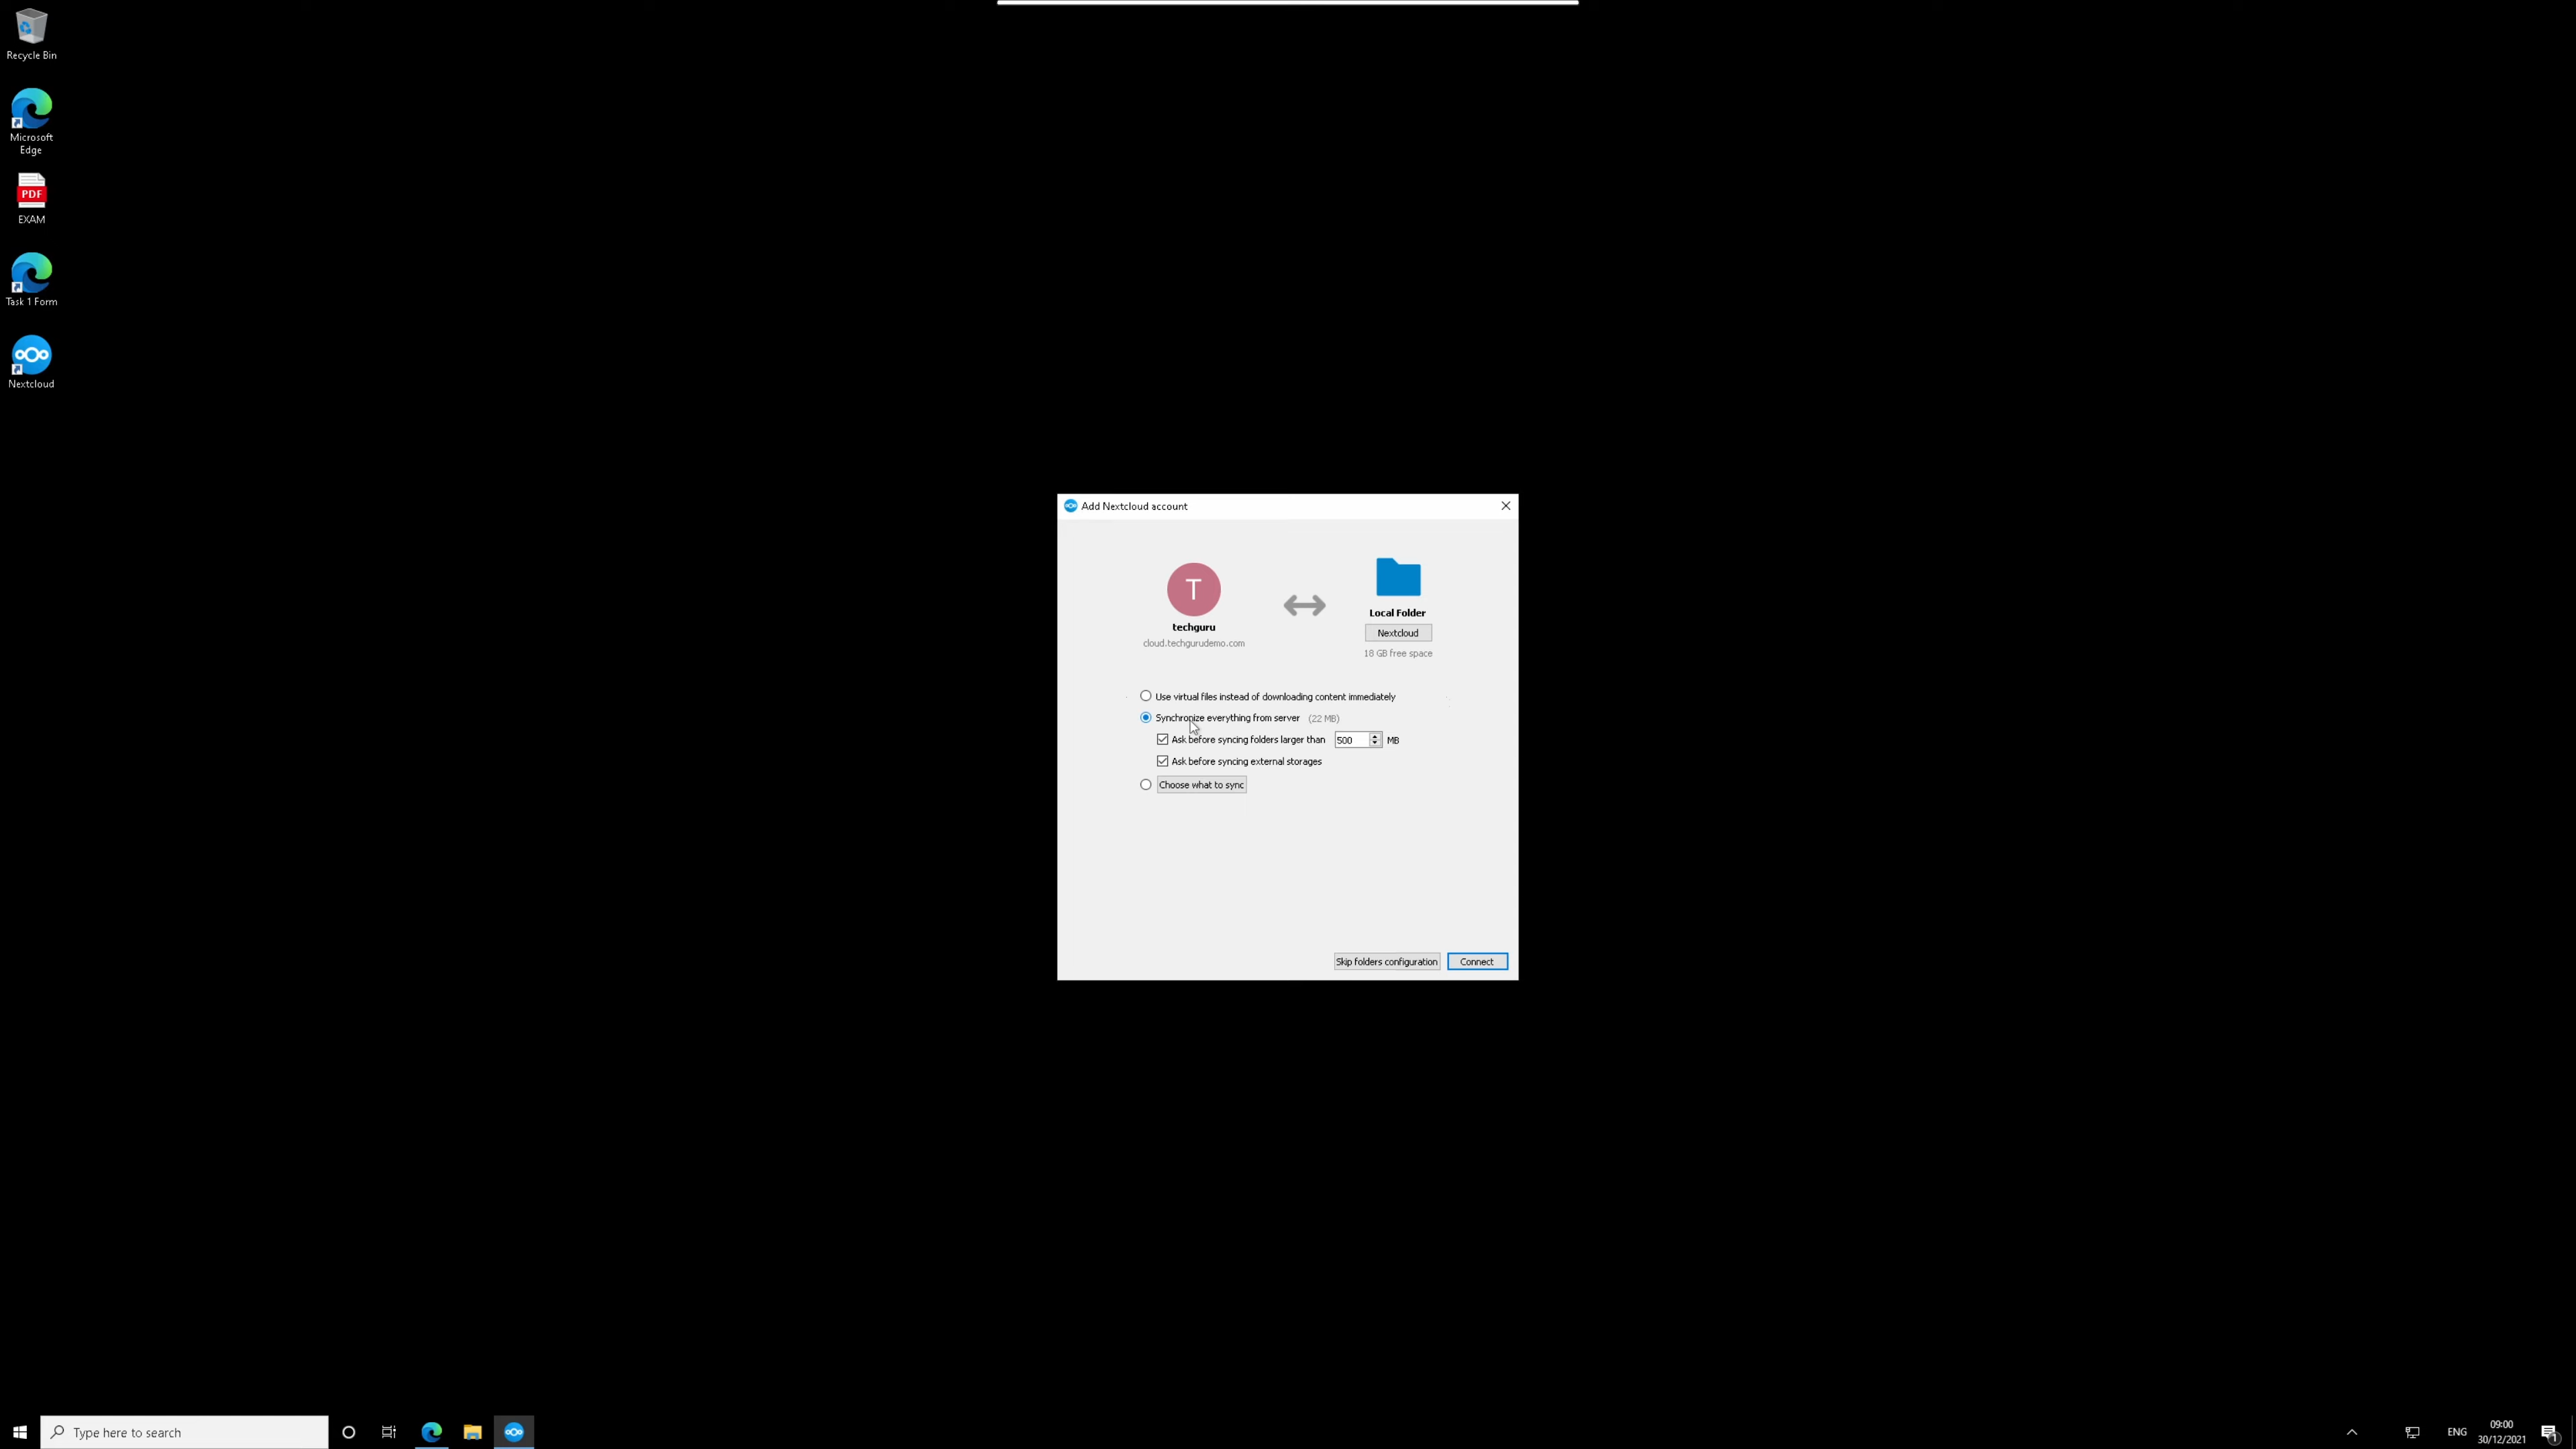 Recycle Bin
Microsoft
Edge
PDF
EXAM
Task 1 Form
Nextcloud
Add Nextcloud account
T
techguru
cloud.techgurudemo.com
Local Folder
Nextcloud
18 GB free space
Use virtual files instead of downloading content immediately
Synchronize everything from server (22 MB)
Ask before syncing folders larger than 500 MB
Ask before syncing external storages
Choose what to sync
Skip folders configuration Connect
Type here to search
ENG
09:00
30/12/2021
1